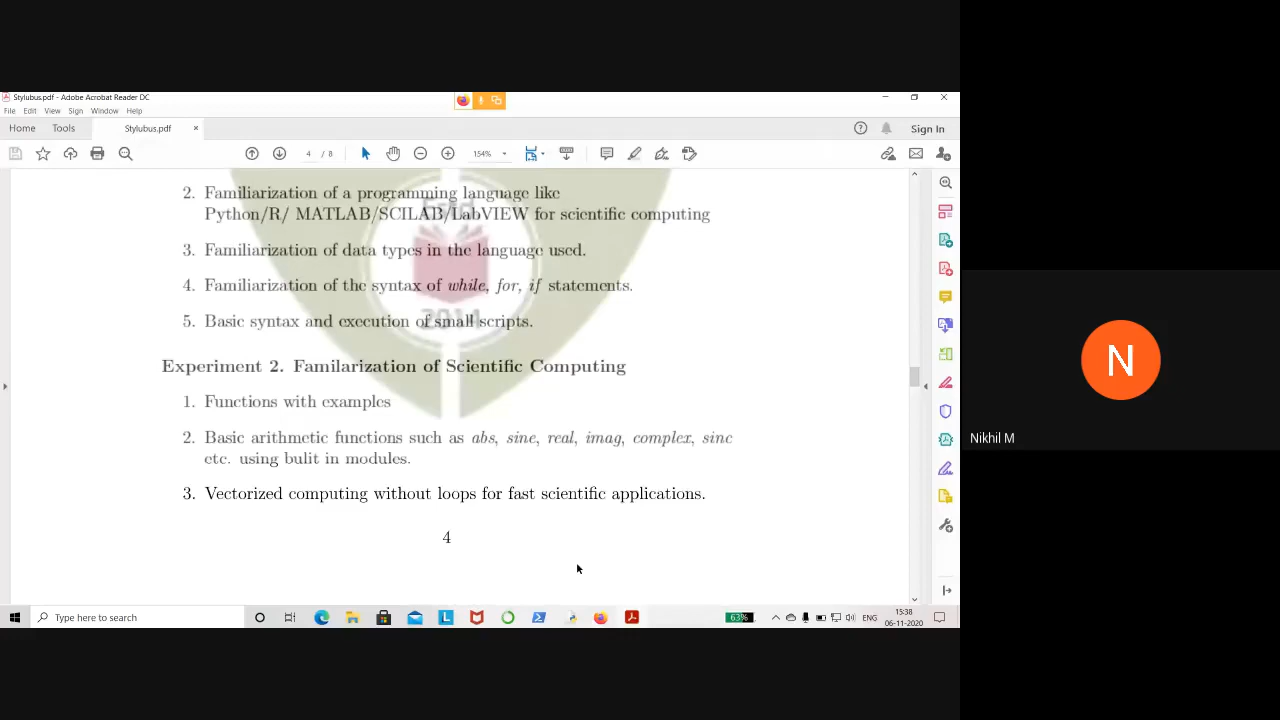 Stylubus.pdf - Adobe Acrobat Reader DC
File Edit View Sign Window Help
Home Tools Stylubus.pdf × Sign In
4 / 8 154%
2. Familiarization of a programming language like
Python/R/ MATLAB/SCILAB/LabVIEW for scientific computing
3. Familiarization of data types in the language used.
4. Familiarization of the syntax of while, for, if statements.
5. Basic syntax and execution of small scripts.
2014
Experiment 2. Familarization of Scientific Computing
1. Functions with examples
2. Basic arithmetic functions such as abs, sine, real, imag, complex, sinc
etc. using bulit in modules.
3. Vectorized computing without loops for fast scientific applications.
4
Type here to search
63%
ENG
15:38
06-11-2020
N
Nikhil M